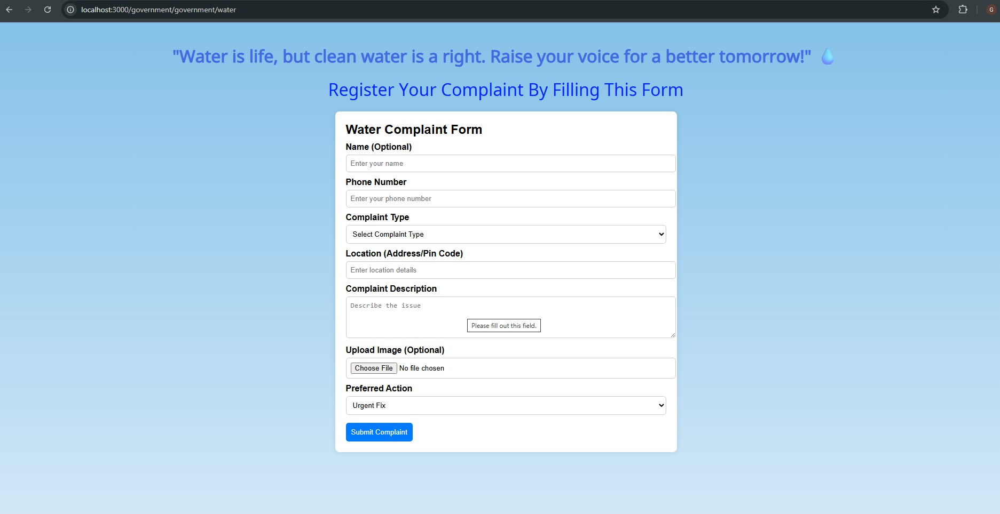 localhost:3000/government/government/water
G
"Water is life, but clean water is a right. Raise your voice for a better tomorrow!" 💧
Register Your Complaint By Filling This Form
Water Complaint Form
Name (Optional)
Enter your name
Phone Number
Enter your phone number
Complaint Type
Select Complaint Type
Location (Address/Pin Code)
Enter location details
Complaint Description
Describe the issue
Please fill out this field.
Upload Image (Optional)
Choose File No file chosen
Preferred Action
Urgent Fix
Submit Complaint